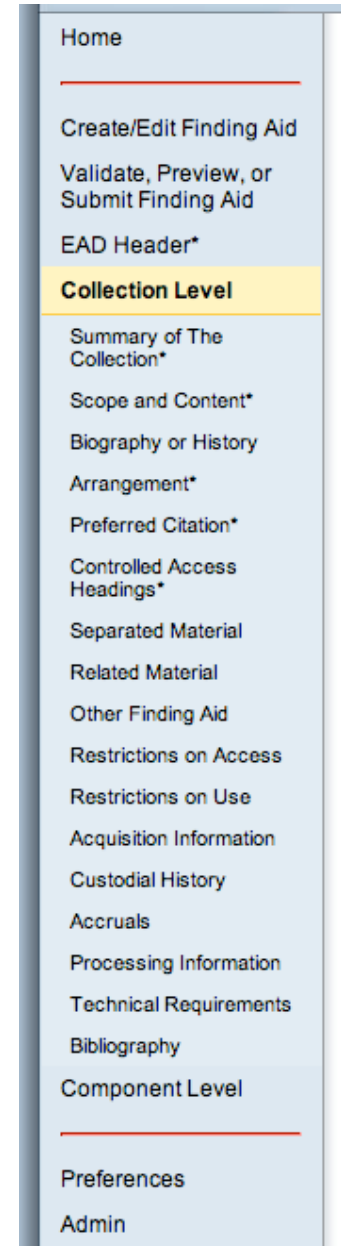 Home
Create/Edit Finding Aid
Validate, Preview, or
Submit Finding Aid
EAD Header*
Collection Level
Summary of The
Collection*
Scope and Content*
Biography or History
Arrangement*
Preferred Citation*
Controlled Access
Headings*
Separated Material
Related Material
Other Finding Aid
Restrictions on Access
Restrictions on Use
Acquisition Information
Custodial History
Accruals
Processing Information
Technical Requirements
Bibliography
Component Level
Preferences
Admin